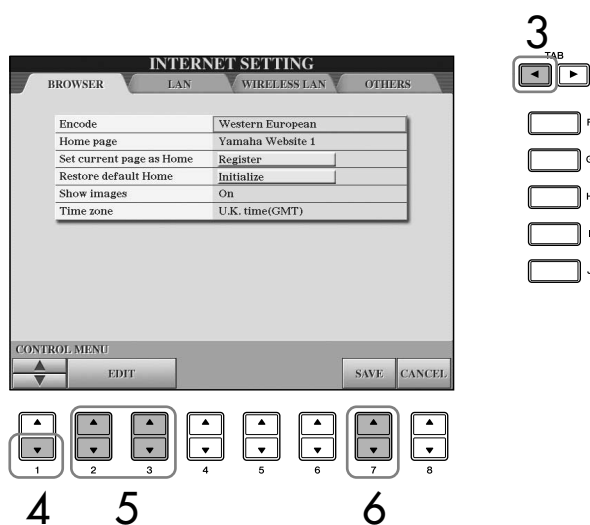 3
TAB
INTERNET SETTING
BROWSER LAN WIRELESS LAN OTHERS
Encode Western European
Home page Yamaha Website 1
Set current page as Home Register
Restore default Home Initialize
Show images On
Time zone U.K. time(GMT)
G
H
CONTROL MENU
EDIT SAVE CANCEL
1 2 3 4 5 6 7 8
4 5 6